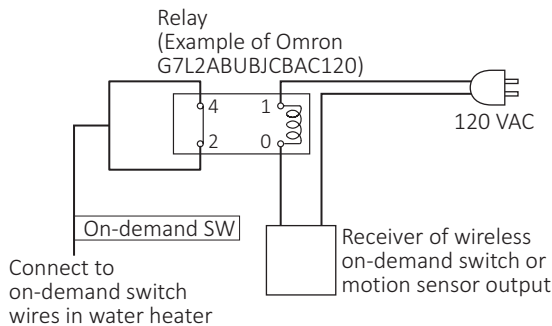 Relay
(Example of Omron
G7L2ABUBJCBAC120)
4
1
2
0
120 VAC
On-demand SW
Connect to
on-demand switch
wires in water heater
Receiver of wireless
on-demand switch or
motion sensor output